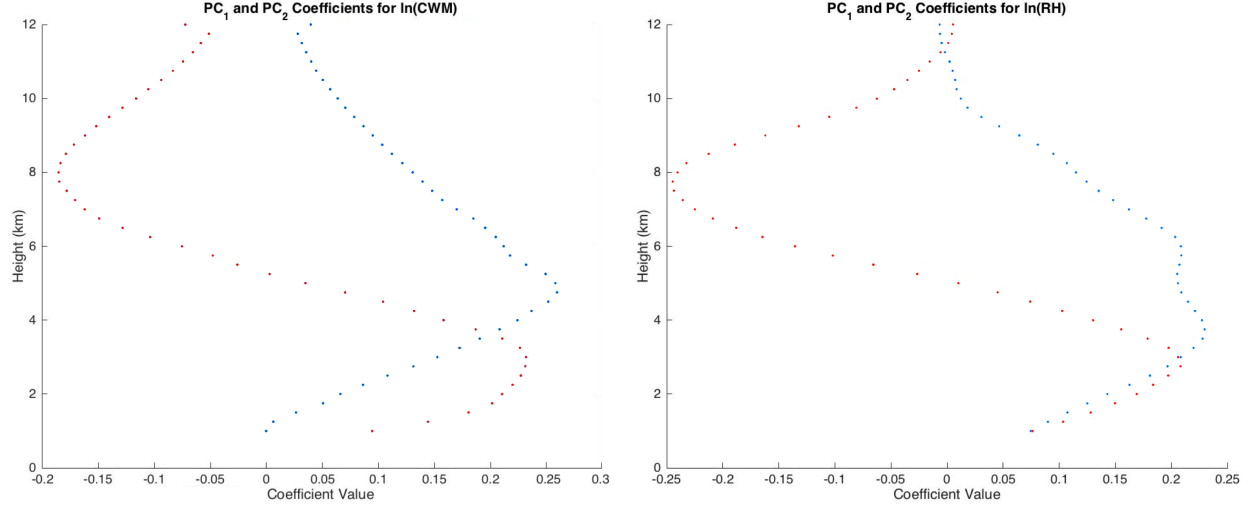 PC1 and PC2 Coefficients for ln(CWM)
12
10
8
6
4
2
0
Height (km)
-0.2 -0.15 -0.1 -0.05 0 0.05 0.1 0.15 0.2 0.25 0.3
Coefficient Value
PC1 and PC2 Coefficients for ln(RH)
12
10
8
6
4
2
0
Height (km)
-0.25 -0.2 -0.15 -0.1 -0.05 0 0.05 0.1 0.15 0.2 0.25
Coefficient Value